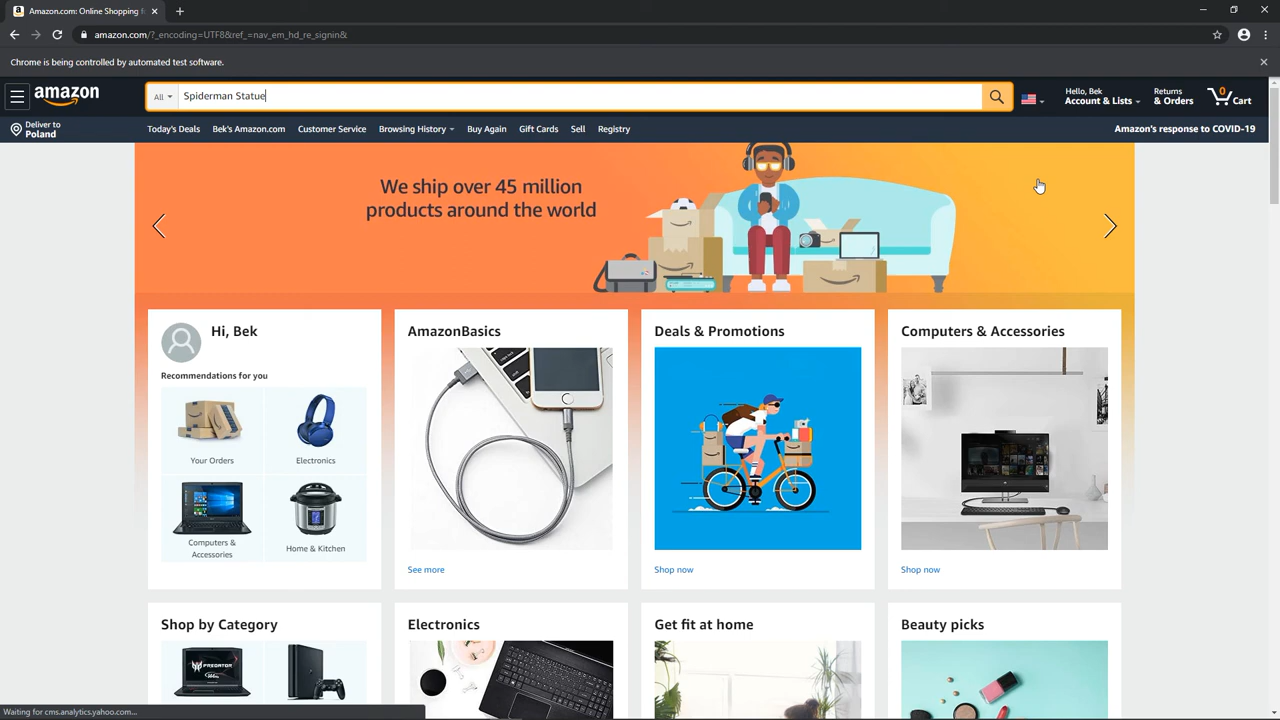 Amazon.com: Online Shopping f
amazon.com/?_encoding=UTF8&ref_=nav_em_hd_re_signin&
Chrome is being controlled by automated test software.
amazon
All
Spiderman Statue
Hello, Bek
Account & Lists
Returns
& Orders
0
Cart
Deliver to
Poland
Today's Deals
Bek's Amazon.com
Customer Service
Browsing History
Buy Again
Gift Cards
Sell
Registry
Amazon's response to COVID-19
We ship over 45 million
products around the world
Hi, Bek
Recommendations for you
Your Orders
Electronics
Computers &
Accessories
Home & Kitchen
AmazonBasics
See more
Deals & Promotions
Shop now
Computers & Accessories
Shop now
Shop by Category
PREDATOR
Electronics
Get fit at home
Beauty picks
Waiting for cms.analytics.yahoo.com...